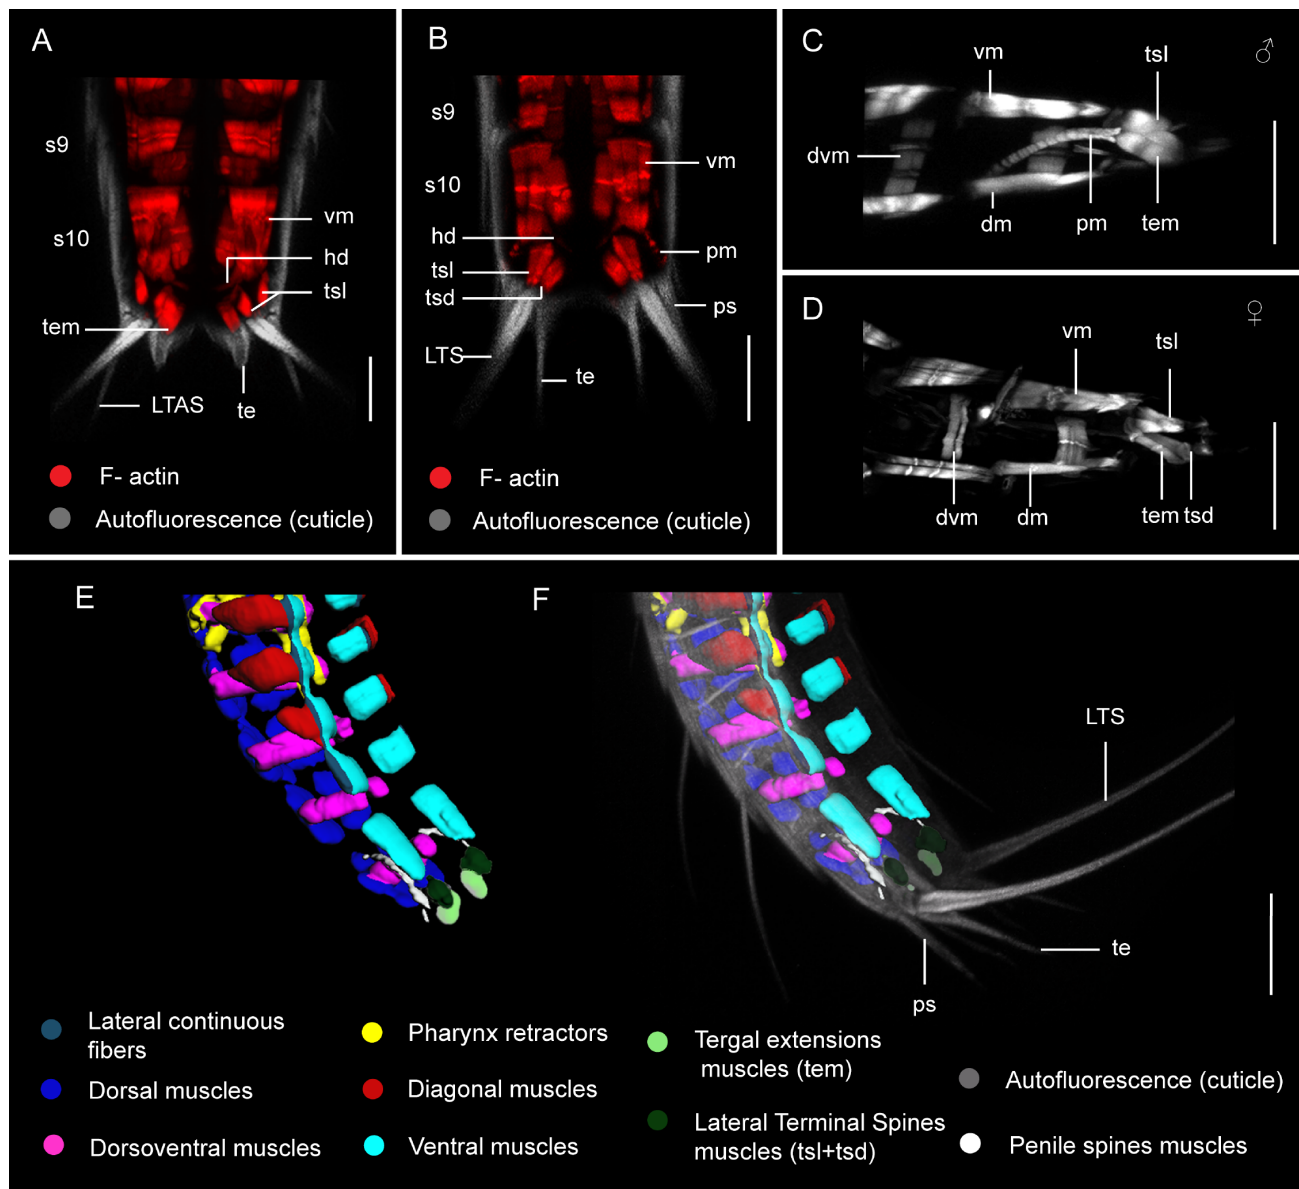 A
s9
s10
vm
hd
tsl
tem
LTAS
te
F- actin
Autofluorescence (cuticle)
B
s9
s10
vm
hd
pm
tsl
tsd
ps
LTS
te
F- actin
Autofluorescence (cuticle)
C
♂
vm
tsl
dvm
dm
pm
tem
D
♀
vm
tsl
dvm
dm
tem
tsd
E
F
LTS
te
ps
Lateral continuous
fibers
Dorsal muscles
Dorsoventral muscles
Pharynx retractors
Diagonal muscles
Ventral muscles
Tergal extensions
muscles (tem)
Lateral Terminal Spines
muscles (tsl+tsd)
Autofluorescence (cuticle)
Penile spines muscles